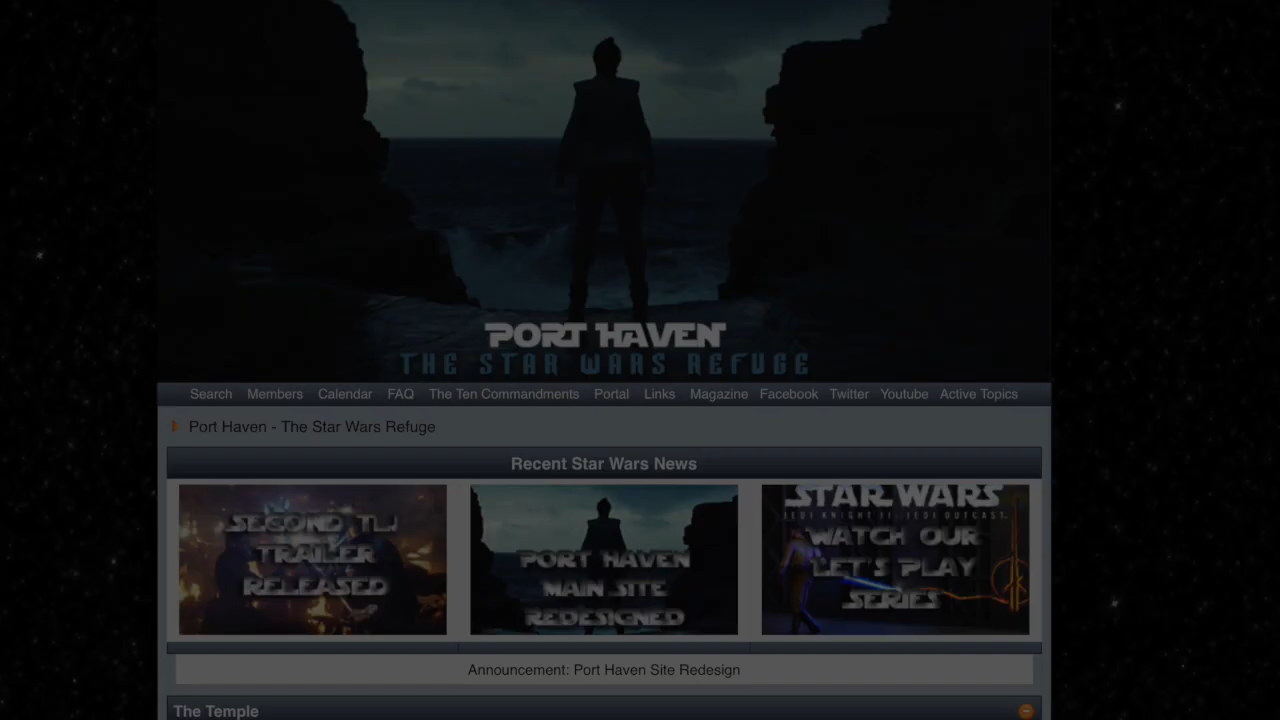 PORT HAVEN
THE STAR WARS REFUGE
Search Members Calendar FAQ The Ten Commandments Portal Links Magazine Facebook Twitter Youtube Active Topics
Port Haven - The Star Wars Refuge
Recent Star Wars News
SECOND TLJ
TRAILER
RELEASED
PORT HAVEN
MAIN SITE
REDESIGNED
STAR WARS
JEDI KNIGHT II: JEDI OUTCAST
WATCH OUR
LET'S PLAY
SERIES
Announcement: Port Haven Site Redesign
The Temple